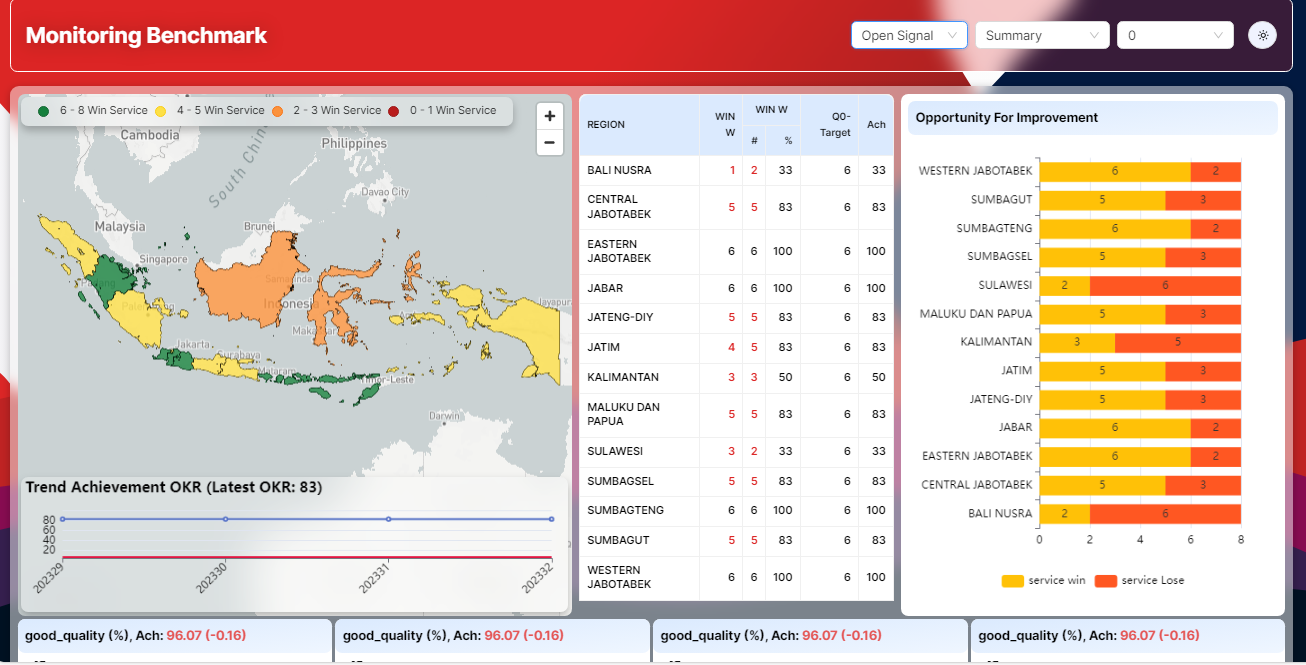 Monitoring Benchmark
Open Signal
Summary
0
6 - 8 Win Service
4 - 5 Win Service
2 - 3 Win Service
0 - 1 Win Service
+
−
Cambodia
South Chin
Philippines
Davao City
Malaysia
Brunei
Singapore
Indonesia
Jakarta
Surabaya
Mataram
Timor-Leste
Jayapur
Darwin
Trend Achievement OKR (Latest OKR: 83)
80
60
40
20
202329
202330
202331
202332
REGION WIN W WIN W Q0-Target Ach
# %
BALI NUSRA 1 2 33 6 33
CENTRAL
JABOTABEK 5 5 83 6 83
EASTERN
JABOTABEK 6 6 100 6 100
JABAR 6 6 100 6 100
JATENG-DIY 5 5 83 6 83
JATIM 4 5 83 6 83
KALIMANTAN 3 3 50 6 50
MALUKU DAN
PAPUA 5 5 83 6 83
SULAWESI 3 2 33 6 33
SUMBAGSEL 5 5 83 6 83
SUMBAGTENG 6 6 100 6 100
SUMBAGUT 5 5 83 6 83
WESTERN
JABOTABEK 6 6 100 6 100
Opportunity For Improvement
WESTERN JABOTABEK 6 2
SUMBAGUT 5 3
SUMBAGTENG 6 2
SUMBAGSEL 5 3
SULAWESI 2 6
MALUKU DAN PAPUA 5 3
KALIMANTAN 3 5
JATIM 5 3
JATENG-DIY 5 3
JABAR 6 2
EASTERN JABOTABEK 6 2
CENTRAL JABOTABEK 5 3
BALI NUSRA 2 6
0 2 4 6 8
service win service Lose
good_quality (%), Ach: 96.07 (-0.16)
good_quality (%), Ach: 96.07 (-0.16)
good_quality (%), Ach: 96.07 (-0.16)
good_quality (%), Ach: 96.07 (-0.16)